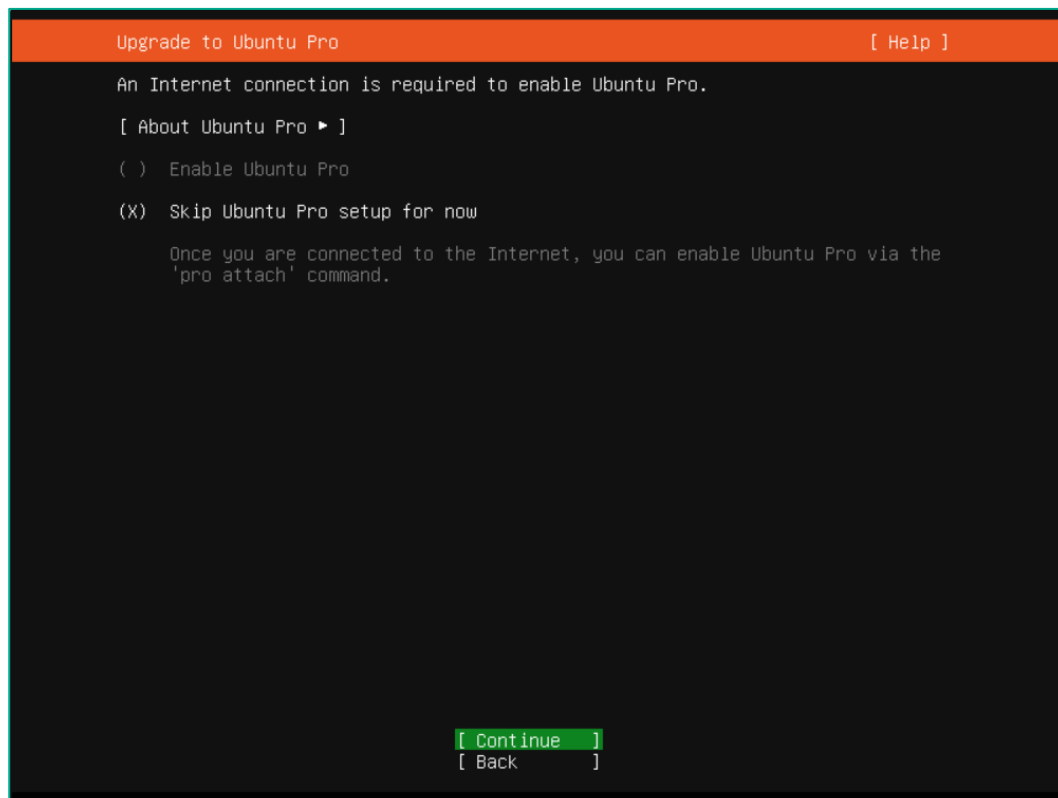 Upgrade to Ubuntu Pro [ Help ]
An Internet connection is required to enable Ubuntu Pro.
[ About Ubuntu Pro ► ]
( ) Enable Ubuntu Pro
(X) Skip Ubuntu Pro setup for now
Once you are connected to the Internet, you can enable Ubuntu Pro via the
'pro attach' command.
[ Continue ]
[ Back ]